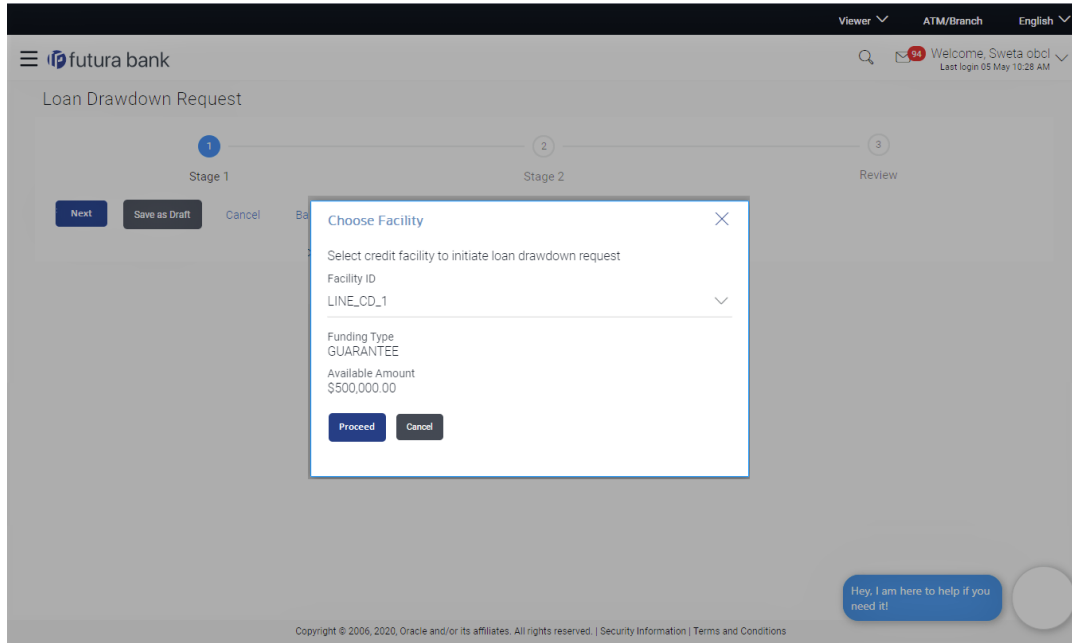 Viewer ATM/Branch English
futura bank
94 Welcome, Sweta obcl
Last login 05 May 10:28 AM
Loan Drawdown Request
1 2 3
Stage 1 Stage 2 Review
Next Save as Draft Cancel Ba
Choose Facility
Select credit facility to initiate loan drawdown request
Facility ID
LINE_CD_1
Funding Type
GUARANTEE
Available Amount
$500,000.00
Proceed Cancel
Hey, I am here to help if you
need it!
Copyright © 2006, 2020, Oracle and/or its affiliates. All rights reserved. | Security Information | Terms and Conditions